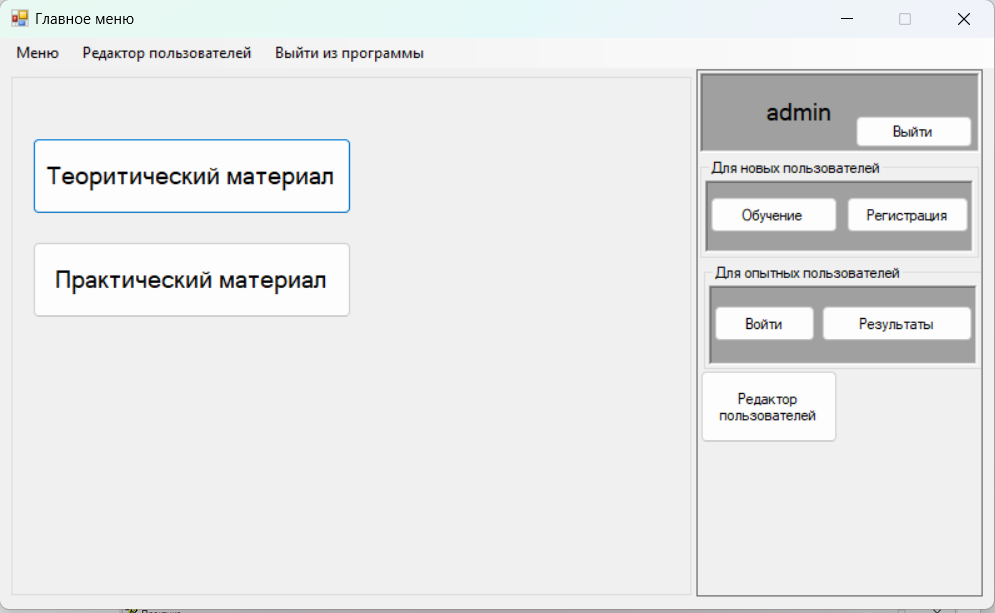 Главное меню
Меню Редактор пользователей Выйти из программы
admin
Выйти
Теоритический материал
Практический материал
Для новых пользователей
Обучение Регистрация
Для опытных пользователей
Войти Результаты
Редактор
пользователей